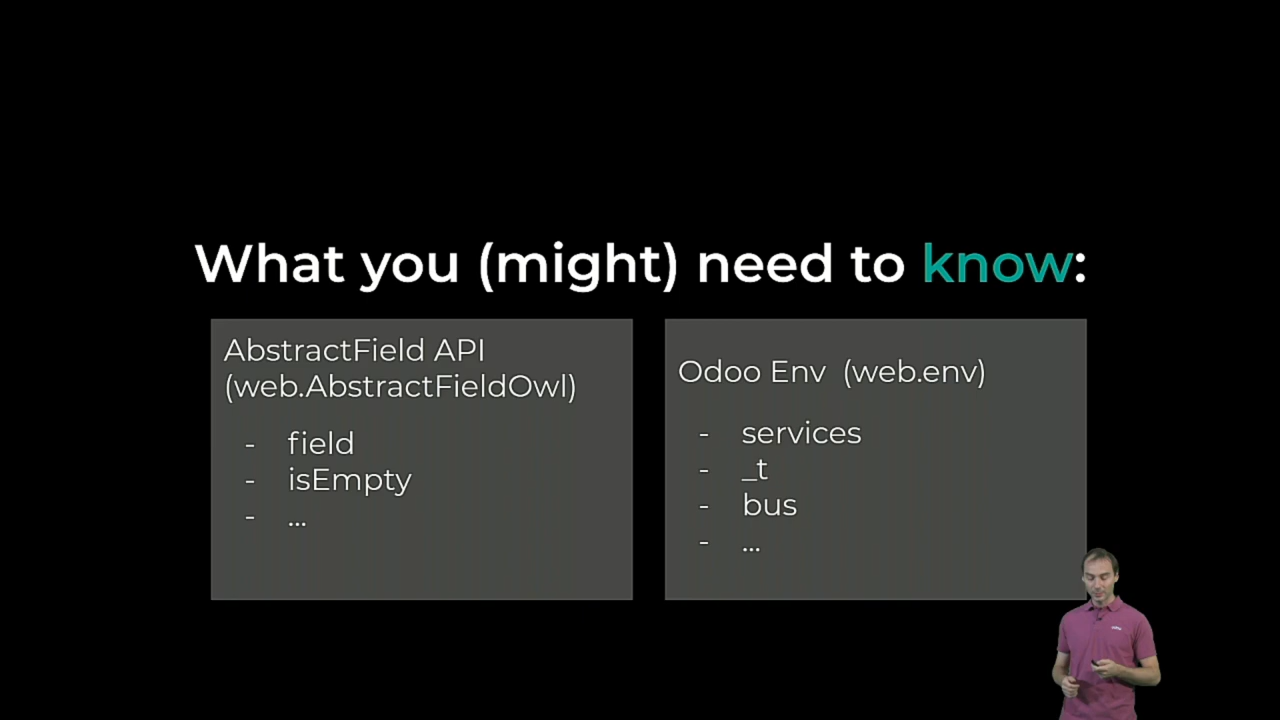 What you (might) need to know:
AbstractField API
(web.AbstractFieldOwl)
- field
- isEmpty
- ...
Odoo Env (web.env)
- services
- _t
- bus
- ...